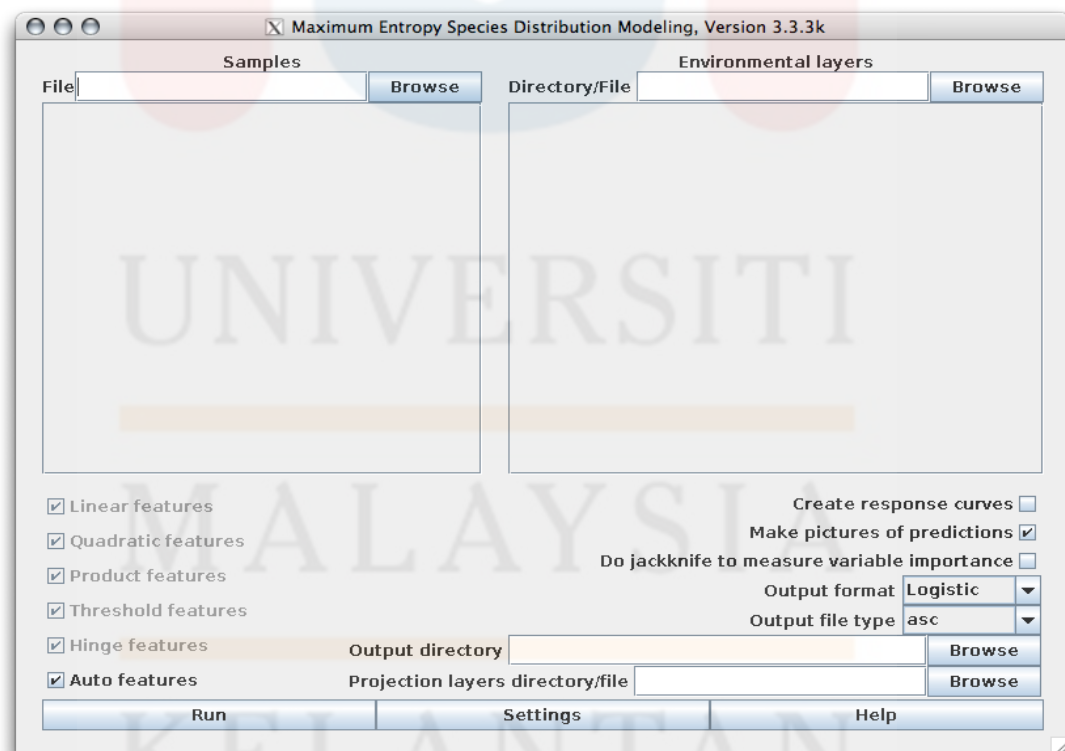 Maximum Entropy Species Distribution Modeling, Version 3.3.3k
Samples
File
Browse
Environmental layers
Directory/File
Browse
UNIVERSITI
MALAYSIA
KELANTAN
Linear features
Quadratic features
Product features
Threshold features
Hinge features
Auto features
Create response curves
Make pictures of predictions
Do jackknife to measure variable importance
Output format Logistic
Output file type asc
Output directory
Browse
Projection layers directory/file
Browse
Run
Settings
Help